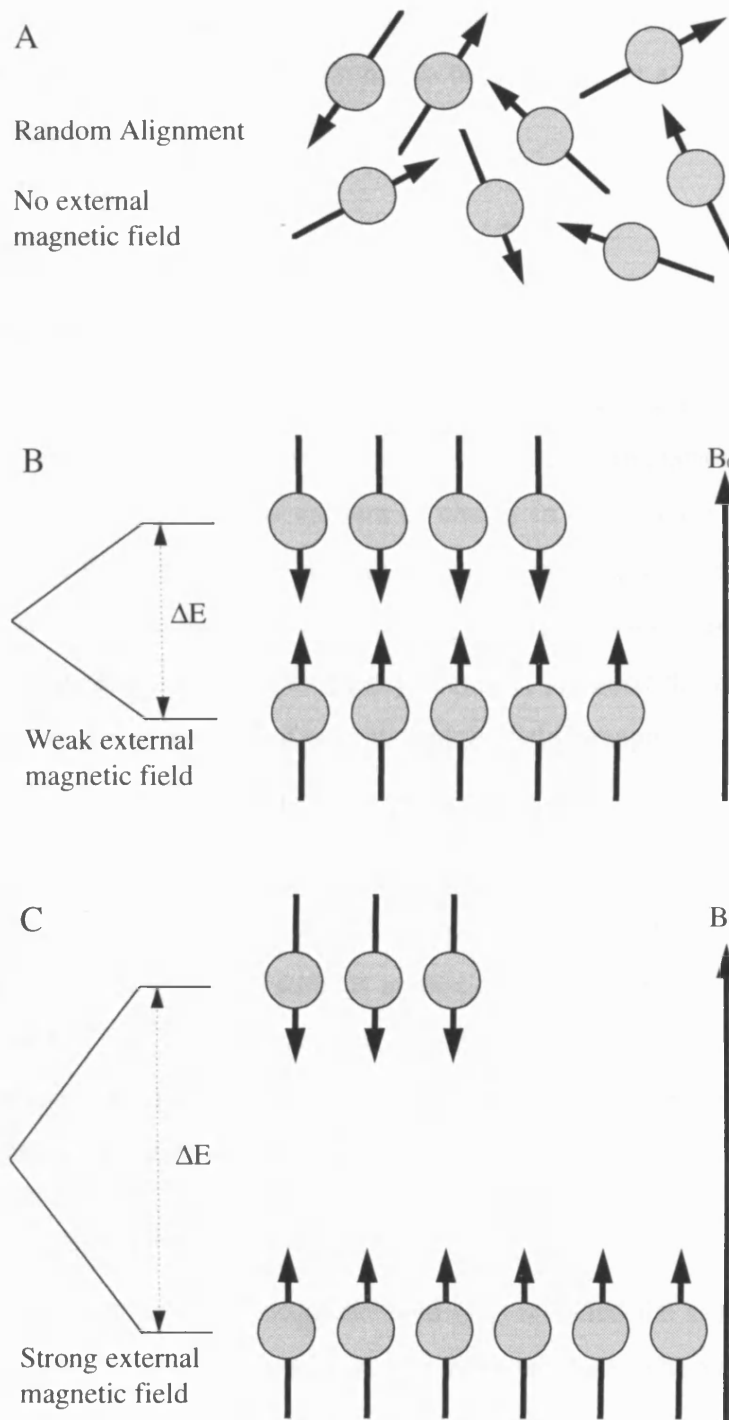 A
Random Alignment
No external
magnetic field
B
B
ΔE
Weak external
magnetic field
C
B
ΔE
Strong external
magnetic field